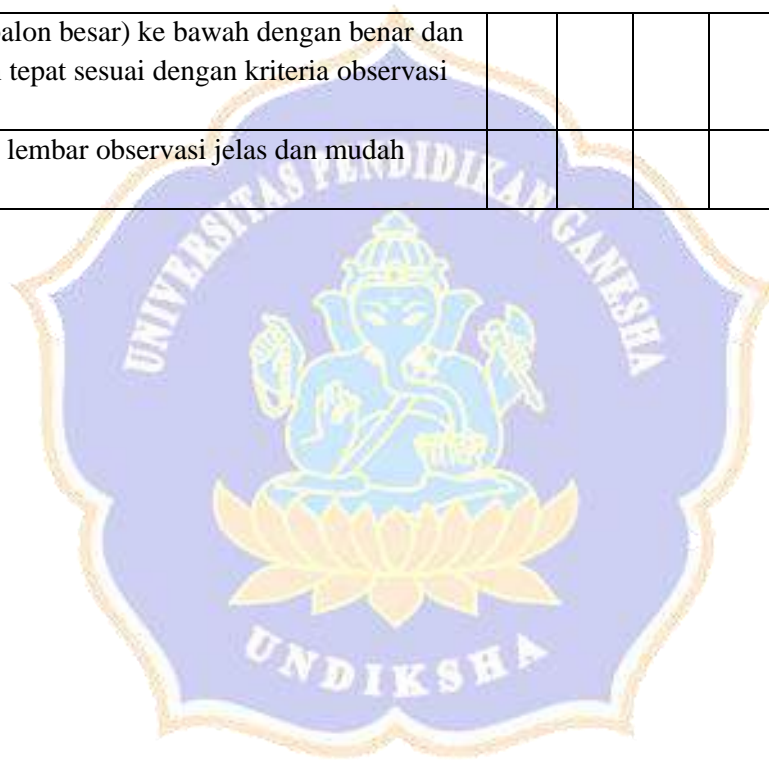 alon besar) ke bawah dengan benar dan
tepat sesuai dengan kriteria observasi
lembar observasi jelas dan mudah
UNIVERSITAS PENDIDIKAN GANESHA
UNDIKSHA